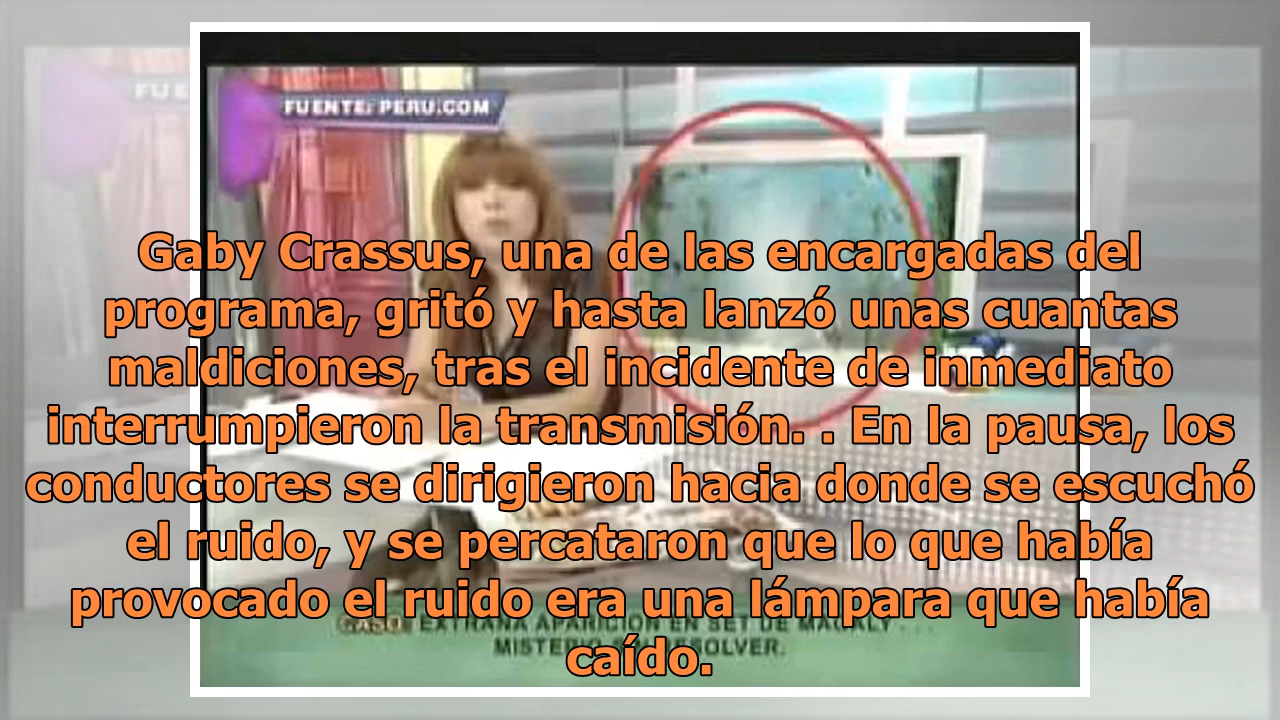 FUENTE: PERU.COM
Gaby Crassus, una de las encargadas del
programa, gritó y hasta lanzó unas cuantas
maldiciones, tras el incidente de inmediato
interrumpieron la transmisión. . En la pausa, los
conductores se dirigieron hacia donde se escuchó
el ruido, y se percataron que lo que había
provocado el ruido era una lámpara que había
caído.
CASO: EXTRAÑA APARICION EN SET DE MAGALY . . .
MISTERIO